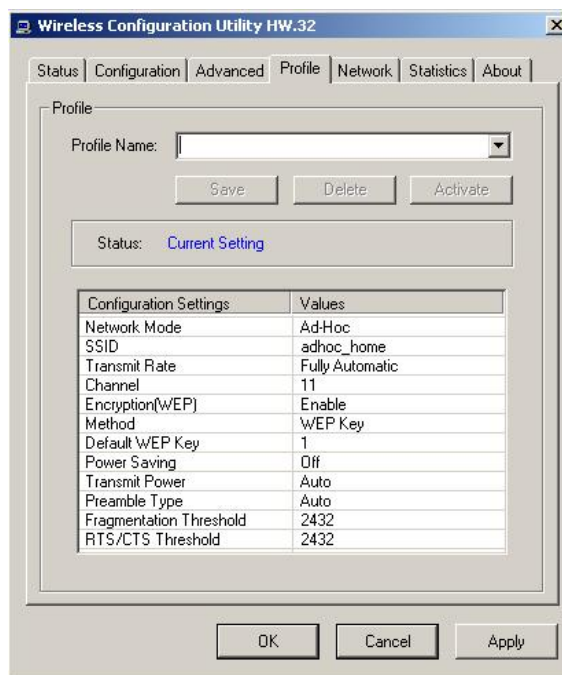 Wireless Configuration Utility HW.32
Status Configuration Advanced Profile Network Statistics About
Profile
Profile Name:
Save Delete Activate
Status: Current Setting
Configuration Settings Values
Network Mode Ad-Hoc
SSID adhoc_home
Transmit Rate Fully Automatic
Channel 11
Encryption(WEP) Enable
Method WEP Key
Default WEP Key 1
Power Saving Off
Transmit Power Auto
Preamble Type Auto
Fragmentation Threshold 2432
RTS/CTS Threshold 2432
OK Cancel Apply